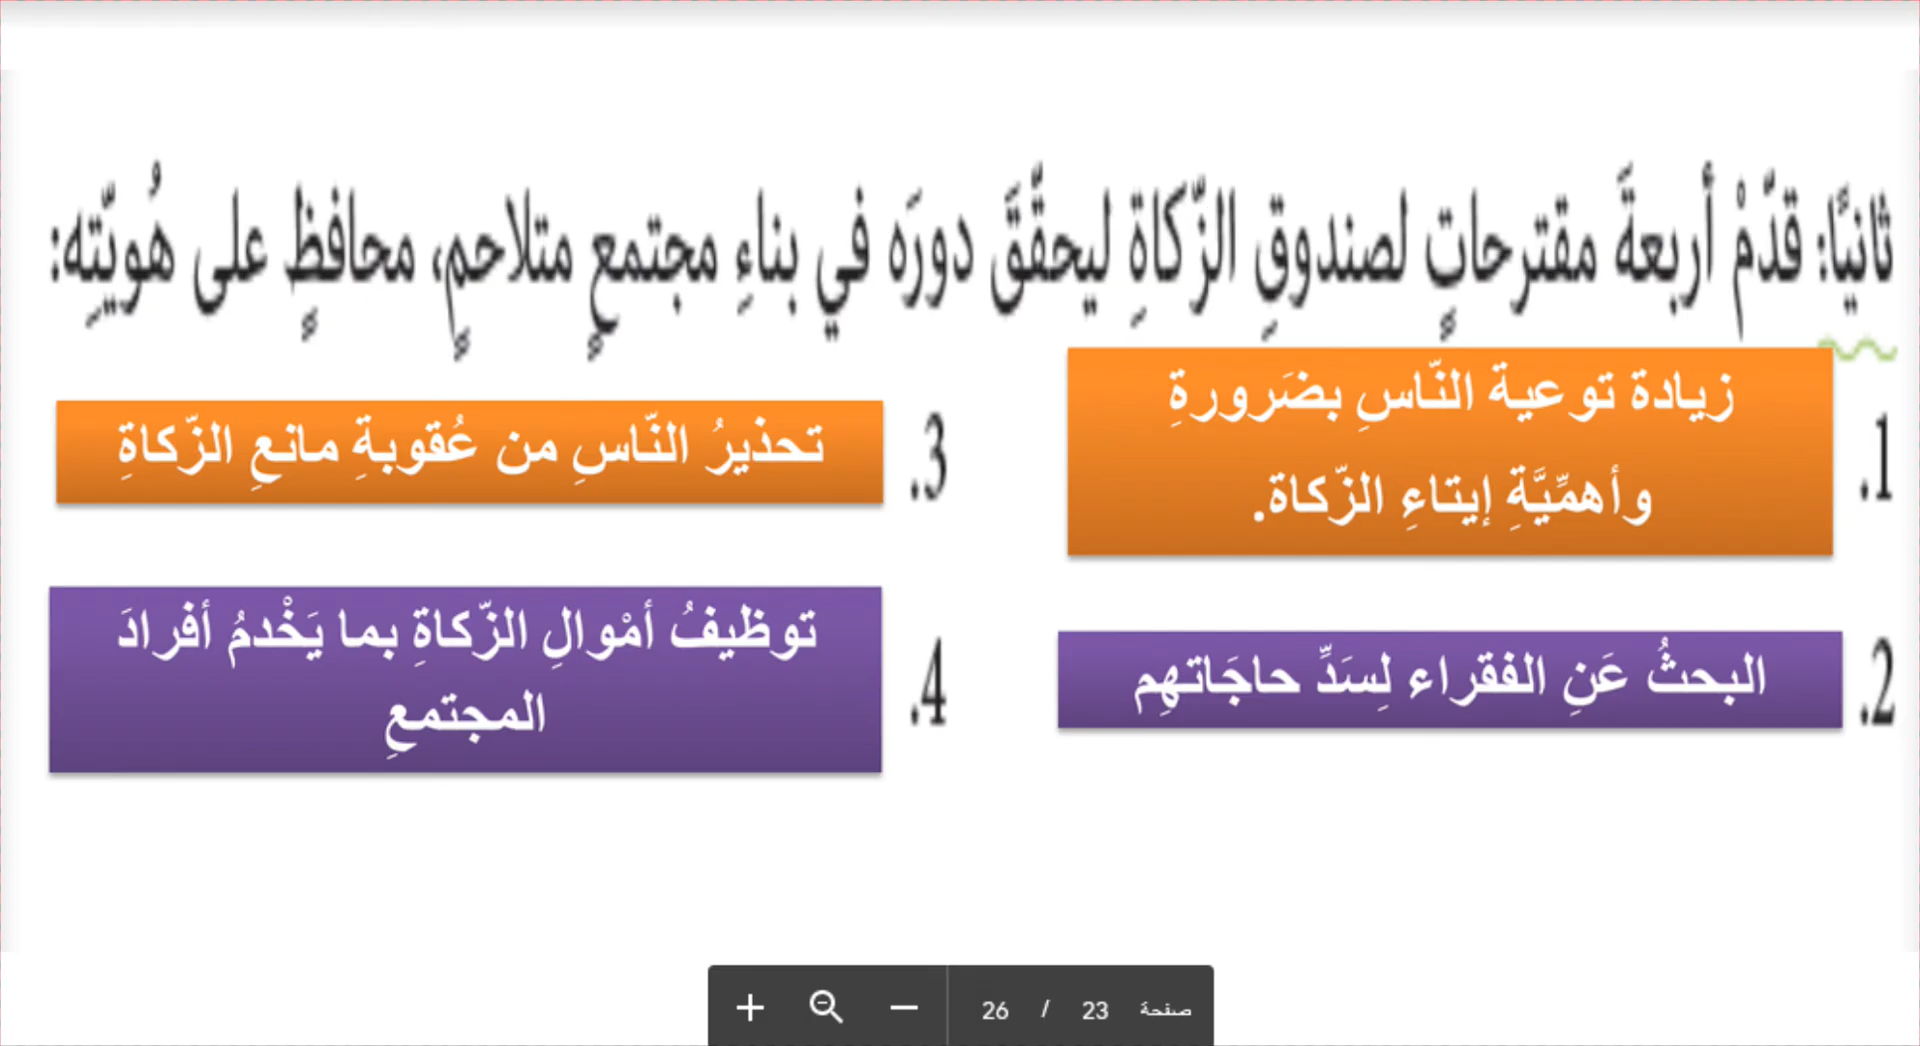 ثانيًا: قدّمْ أربعةَ مقترحاتٍ لصندوقِ الزّكاةِ ليحقّقَ دورَه في بناءِ مجتمعٍ متلاحمٍ، محافظٍ على هُويّتِه:
1. زيادة توعية النّاسِ بضَرورةِ
وأهمِّيَّةِ إيتاءِ الزّكاة.
2. البحثُ عَنِ الفقراء لِسَدِّ حاجَاتهِم
3. تحذيرُ النّاسِ من عُقوبةِ مانعِ الزّكاةِ
4. توظيفُ أمْوالِ الزّكاةِ بما يَخْدمُ أفرادَ
المجتمعِ
صفحة 23 / 26